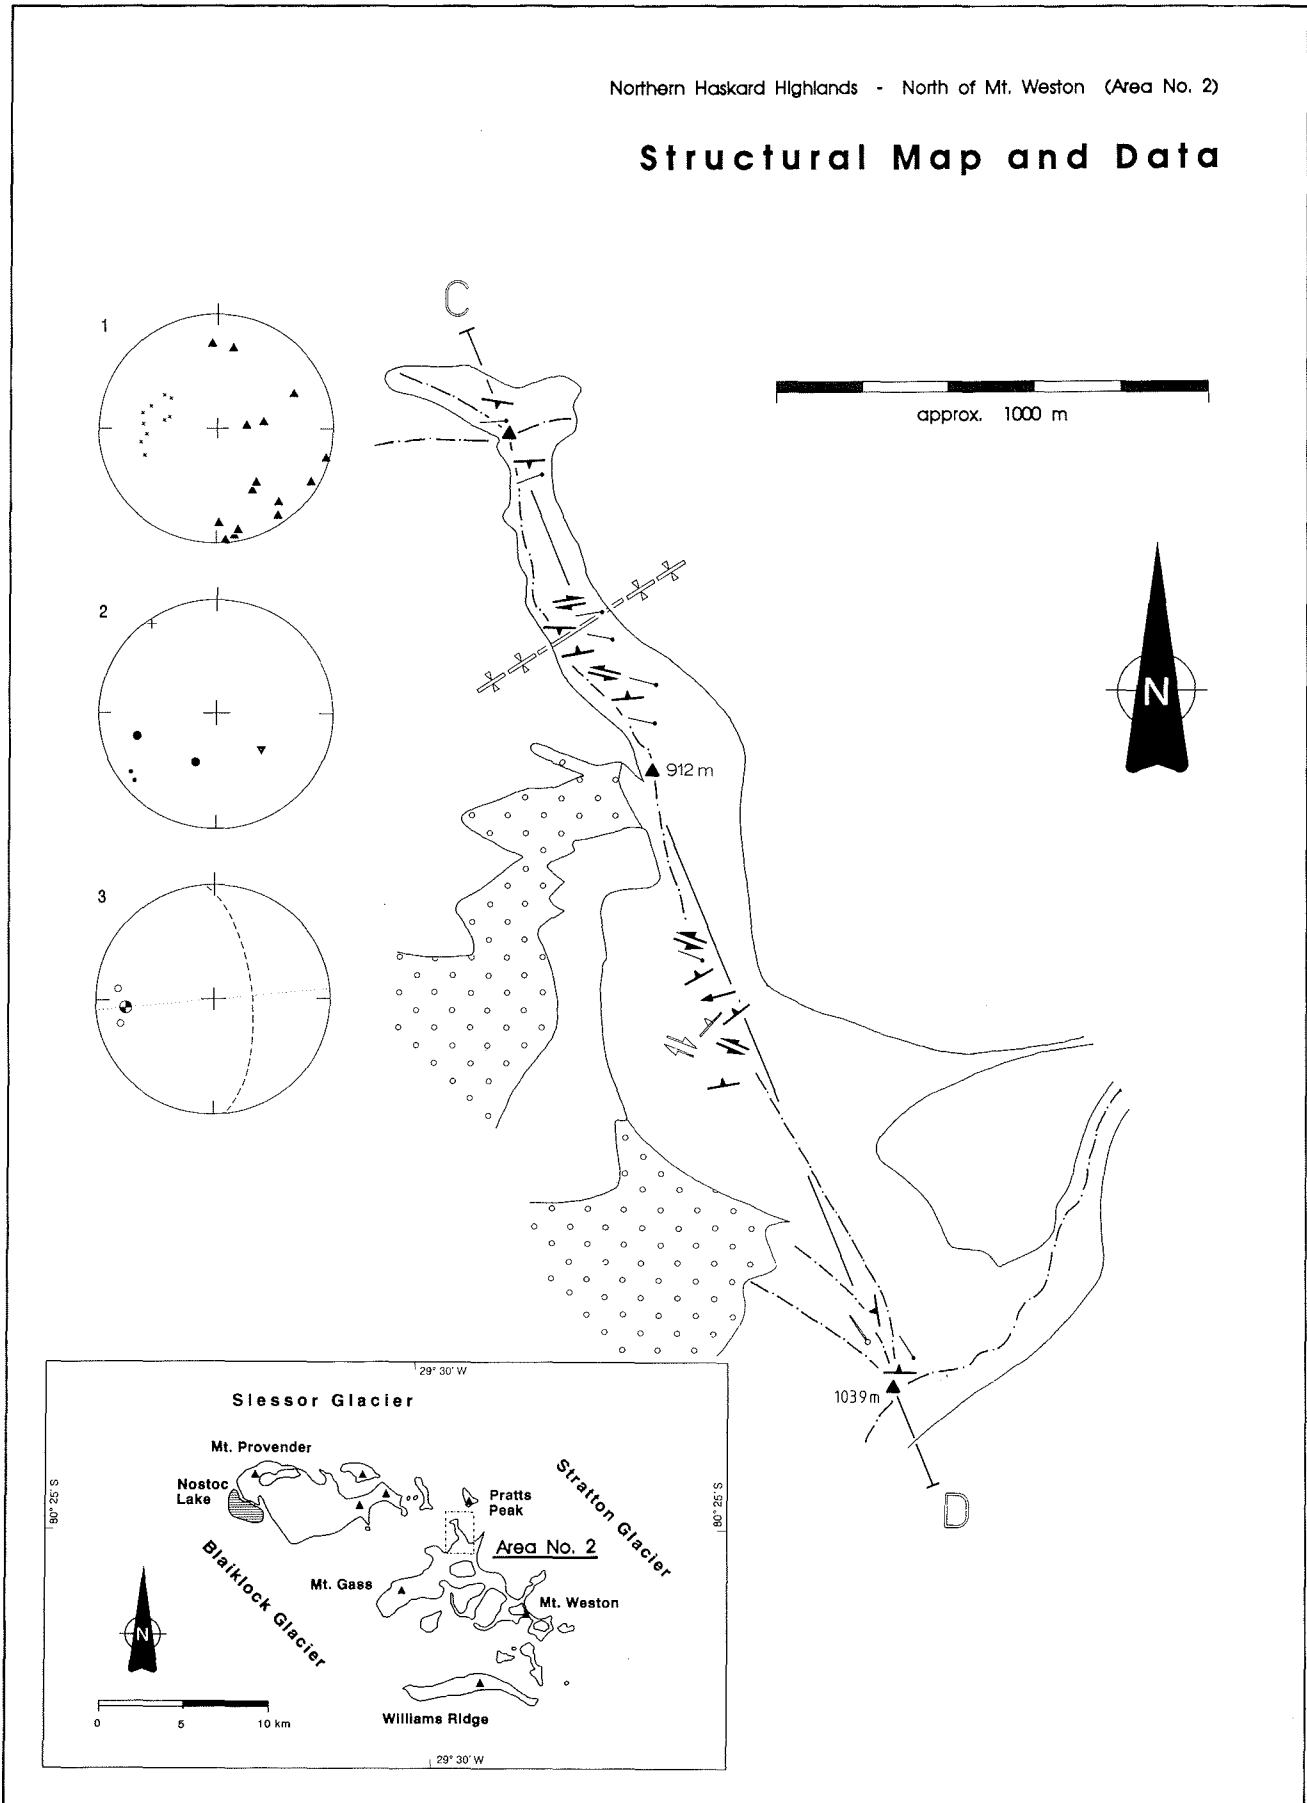 Northern Haskard Highlands - North of Mt. Weston (Area No. 2)
Structural Map and Data
C
1
approx. 1000 m
2
N
912 m
3
1039 m
D
29° 30' W
Slessor Glacier
Mt. Provender
Nostoc
Lake
Pratts
Peak
Stratton Glacier
80° 25' S
80° 25' S
Area No. 2
Blaiklock Glacier
Mt. Gass
Mt. Weston
N
0 5 10 km
Williams Ridge
29° 30' W